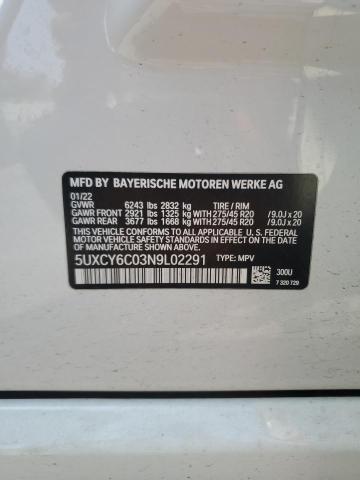 MFD. BY BAYERISCHE MOTOREN WERKE AG
01/22
GVWR 6243 lbs 2832 kg TIRE / RIM
GAWR FRONT 2921 lbs 1325 kg WITH 275/45 R20 / 9.0J x 20
GAWR REAR 3677 lbs 1668 kg WITH 275/45 R20 / 9.0J x 20
THIS VEHICLE CONFORMS TO ALL APPLICABLE FEDERAL MOTOR
VEHICLE SAFETY STANDARDS IN EFFECT ON THE DATE
OF MANUFACTURE SHOWN ABOVE.
5UXCY6C03N9L02291 TYPE: MPV
300U
7 320 729